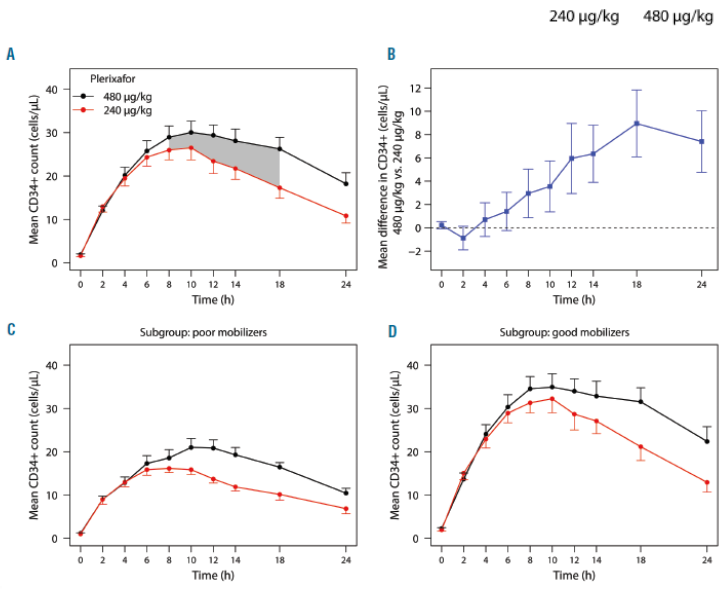 240 µg/kg 480 µg/kg
A
Plerixafor
480 µg/kg
240 µg/kg
Mean CD34+ count (cells/µL)
40
30
20
10
0
0 2 4 6 8 10 12 14 18 24
Time (h)
B
Mean difference in CD34+ (cells/µL)
480 µg/kg vs. 240 µg/kg
12
10
8
6
4
2
0
−2
0 2 4 6 8 10 12 14 18 24
Time (h)
C
Subgroup: poor mobilizers
Mean CD34+ count (cells/µL)
40
30
20
10
0
0 2 4 6 8 10 12 14 18 24
Time (h)
D
Subgroup: good mobilizers
Mean CD34+ count (cells/µL)
40
30
20
10
0
0 2 4 6 8 10 12 14 18 24
Time (h)